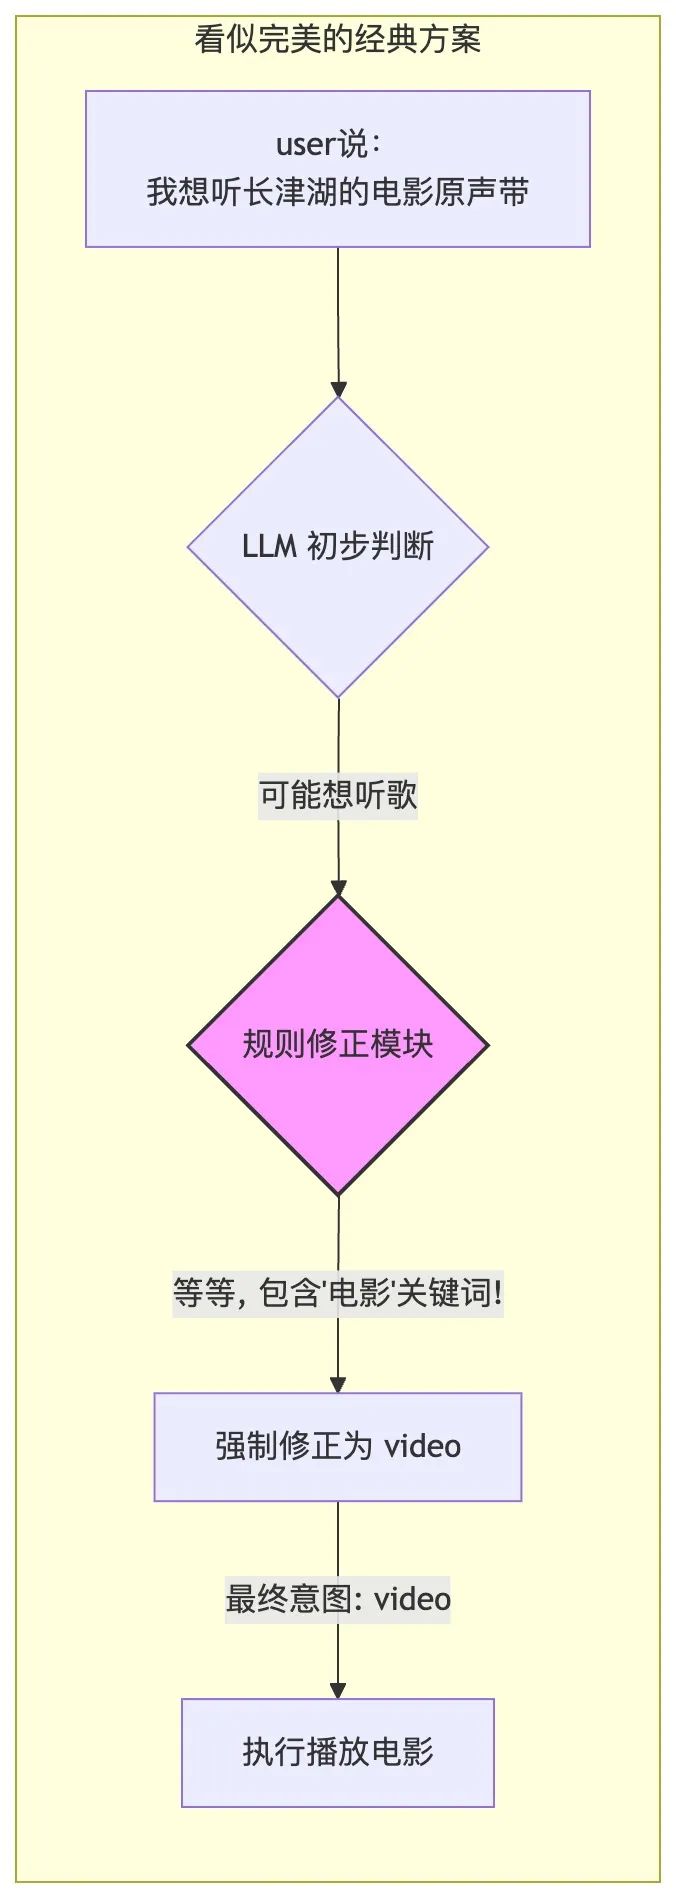 看似完美的经典方案
user说：
我想听长津湖的电影原声带
LLM 初步判断
可能想听歌
规则修正模块
等等, 包含'电影'关键词!
强制修正为 video
最终意图: video
执行播放电影